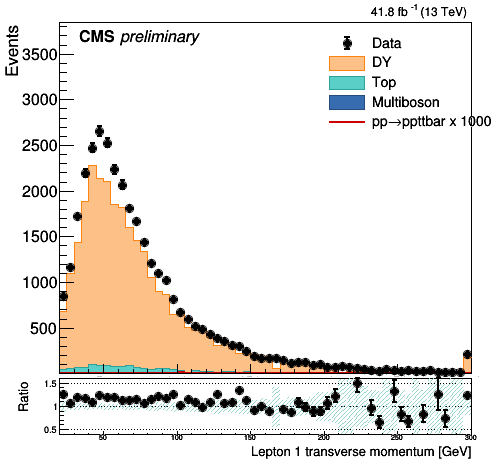 41.8 fb⁻¹ (13 TeV)
CMS preliminary
Events
3500
3000
2500
2000
1500
1000
500
Data
DY
Top
Multiboson
pp→ppttbar x 1000
Ratio
1.5
1
0.5
50 100 150 200 250 300
Lepton 1 transverse momentum [GeV]